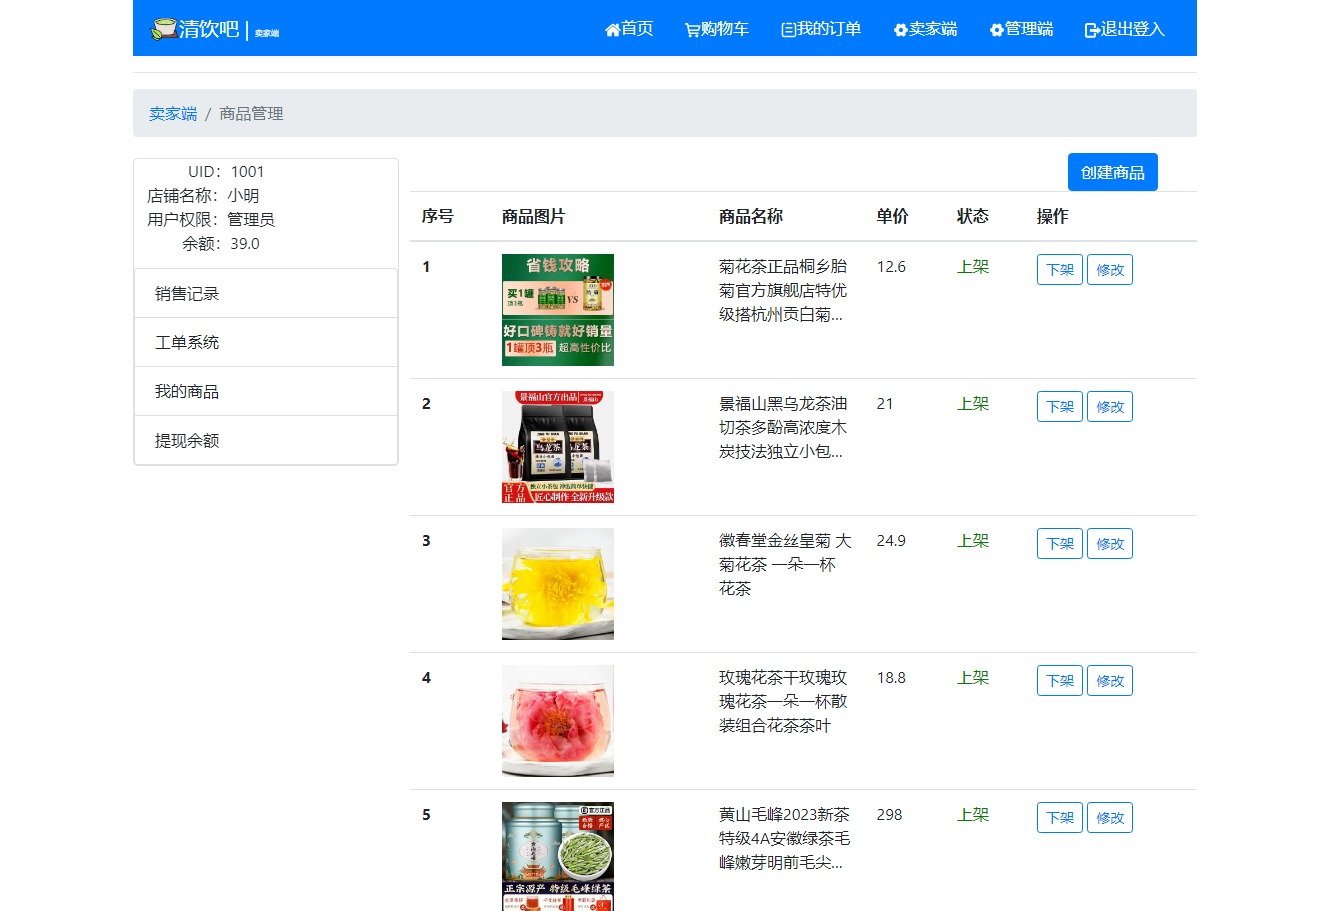 清饮吧 | 卖家端
首页 购物车 我的订单 卖家端 管理端 退出登入
卖家端 / 商品管理
UID：1001
店铺名称：小明
用户权限：管理员
余额：39.0
销售记录
工单系统
我的商品
提现余额
创建商品
序号 商品图片 商品名称 单价 状态 操作
1
省钱攻略
买1罐
顶3瓶
VS
好口碑铸就好销量
1罐顶3瓶 超高性价比
菊花茶正品桐乡胎
菊官方旗舰店特优
级搭杭州贡白菊...
12.6 上架 下架 修改
2
景福山官方出品
乌龙茶
独立小茶包 冲泡简单快捷
官方
正品
匠心制作 全新升级款
景福山黑乌龙茶油
切茶多酚高浓度木
炭技法独立小包...
21 上架 下架 修改
3
徽春堂金丝皇菊 大
菊花茶 一朵一杯
花茶
24.9 上架 下架 修改
4
玫瑰花茶干玫瑰玫
瑰花茶一朵一杯散
装组合花茶茶叶
18.8 上架 下架 修改
5
官方正品
正宗源产 特级毛峰绿茶
黄山毛峰2023新茶
特级4A安徽绿茶毛
峰嫩芽明前毛尖...
298 上架 下架 修改